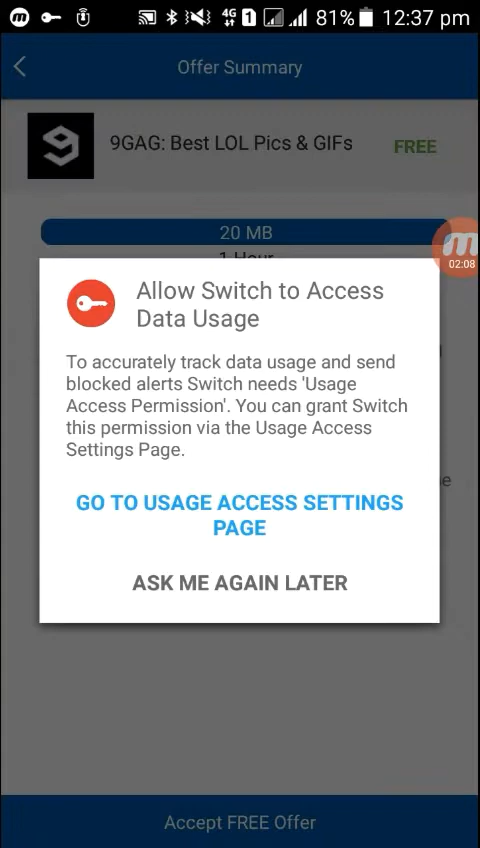 4G 1 81% 12:37 pm
Offer Summary
9GAG: Best LOL Pics & GIFs FREE
20 MB
1 Hour
02:08
Allow Switch to Access
Data Usage
To accurately track data usage and send
blocked alerts Switch needs 'Usage
Access Permission'. You can grant Switch
this permission via the Usage Access
Settings Page.
GO TO USAGE ACCESS SETTINGS
PAGE
ASK ME AGAIN LATER
Accept FREE Offer